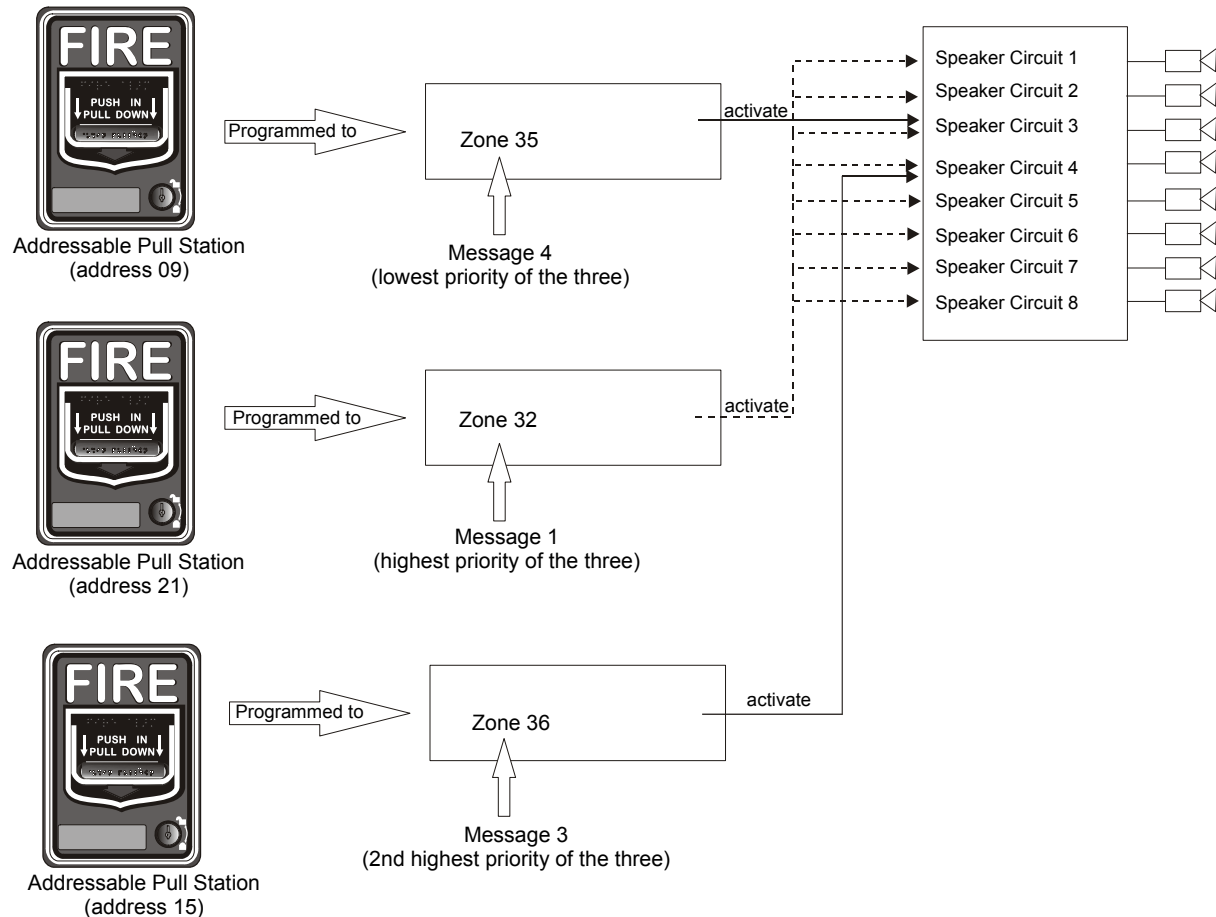 FIRE
PUSH IN
PULL DOWN
Addressable Pull Station
(address 09)
Programmed to
Zone 35
Message 4
(lowest priority of the three)
activate
FIRE
PUSH IN
PULL DOWN
Addressable Pull Station
(address 21)
Programmed to
Zone 32
Message 1
(highest priority of the three)
activate
FIRE
PUSH IN
PULL DOWN
Addressable Pull Station
(address 15)
Programmed to
Zone 36
Message 3
(2nd highest priority of the three)
activate
Speaker Circuit 1
Speaker Circuit 2
Speaker Circuit 3
Speaker Circuit 4
Speaker Circuit 5
Speaker Circuit 6
Speaker Circuit 7
Speaker Circuit 8